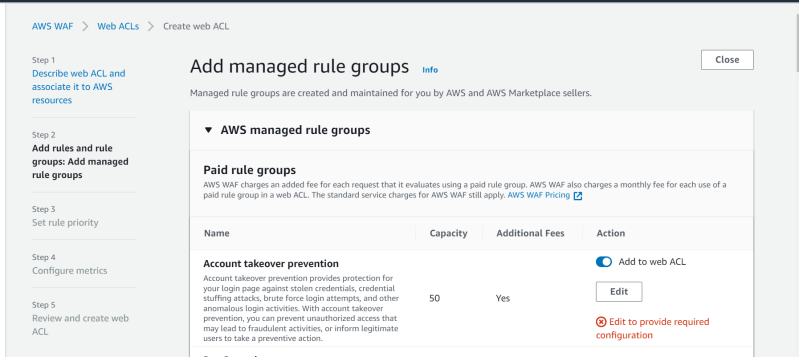 AWS WAF > Web ACLs > Create web ACL
Step 1
Describe web ACL and
associate it to AWS
resources
Step 2
Add rules and rule
groups: Add managed
rule groups
Step 3
Set rule priority
Step 4
Configure metrics
Step 5
Review and create web
ACL
Add managed rule groups Info
Close
Managed rule groups are created and maintained for you by AWS and AWS Marketplace sellers.
AWS managed rule groups
Paid rule groups
AWS WAF charges an added fee for each request that it evaluates using a paid rule group. AWS WAF also charges a monthly fee for each use of a
paid rule group in a web ACL. The standard service charges for AWS WAF still apply. AWS WAF Pricing
Name Capacity Additional Fees Action
Account takeover prevention
Account takeover prevention provides protection for
your login page against stolen credentials, credential
stuffing attacks, brute force login attempts, and other
anomalous login activities. With account takeover
prevention, you can prevent unauthorized access that
may lead to fraudulent activities, or inform legitimate
users to take a preventive action.
50
Yes
Add to web ACL
Edit
Edit to provide required
configuration